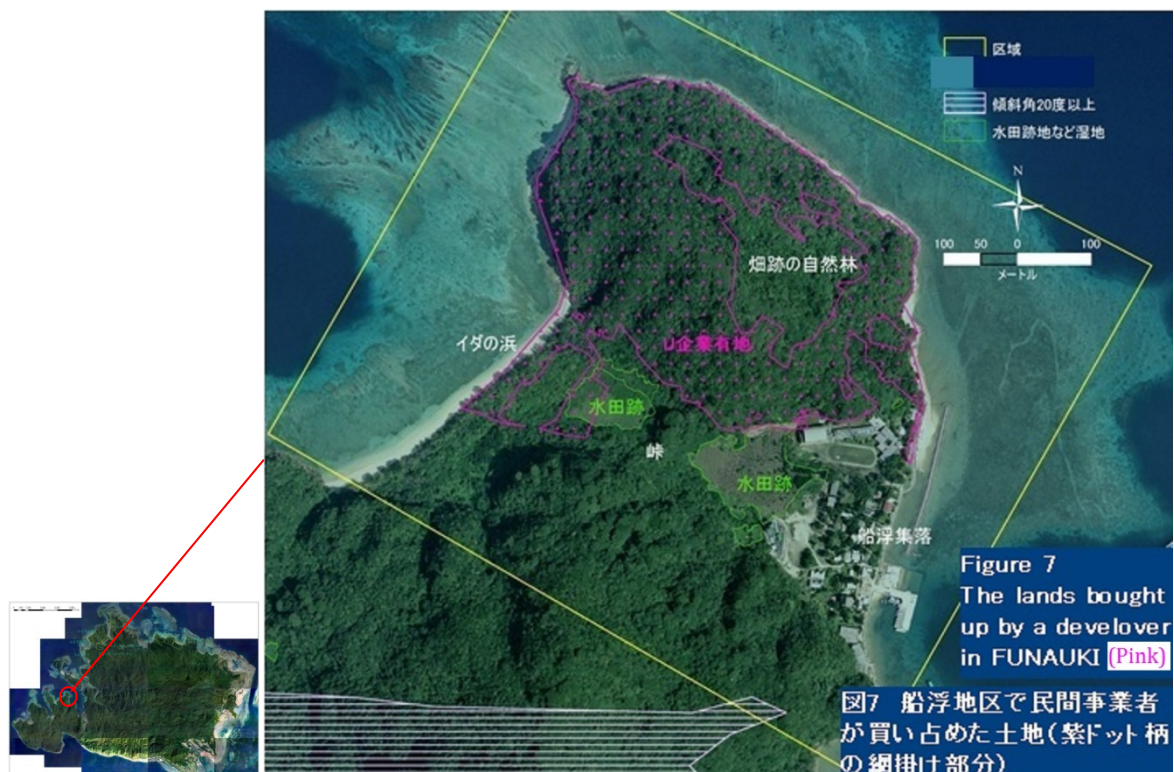 区域
傾斜角20度以上
水田跡地など湿地
N
100 50 0 100
メートル
畑跡の自然林
イダの浜
U企業有地
水田跡
峠
水田跡
船浮集落
Figure 7
The lands bought
up by a develover
in FUNAUKI (Pink)
図7 船浮地区で民間事業者
が買い占めた土地(紫ドット柄
の網掛け部分)